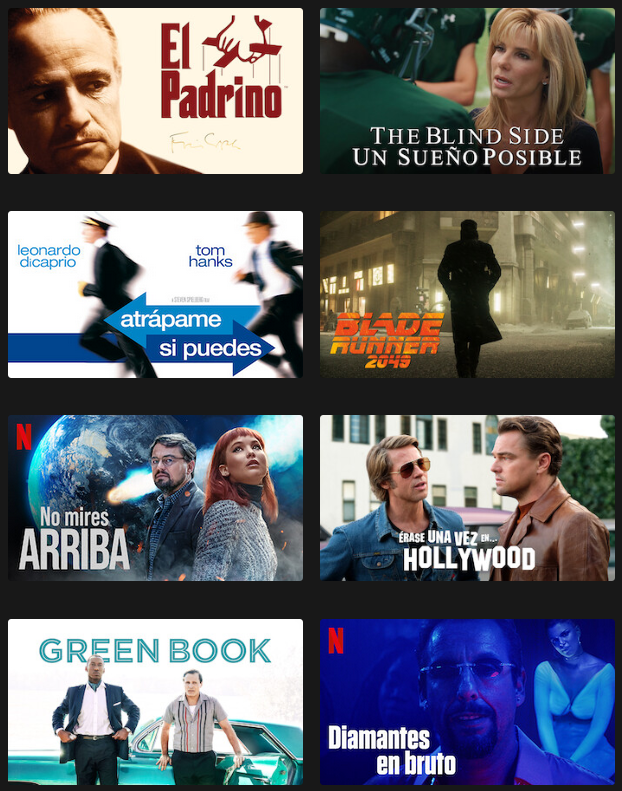 El
Padrino
THE BLIND SIDE
UN SUEÑO POSIBLE
leonardo
dicaprio
tom
hanks
atrápame
si puedes
BLADE
RUNNER
2049
N
No mires
ARRIBA
ÉRASE UNA VEZ EN...
HOLLYWOOD
GREEN BOOK
N
Diamantes
en bruto